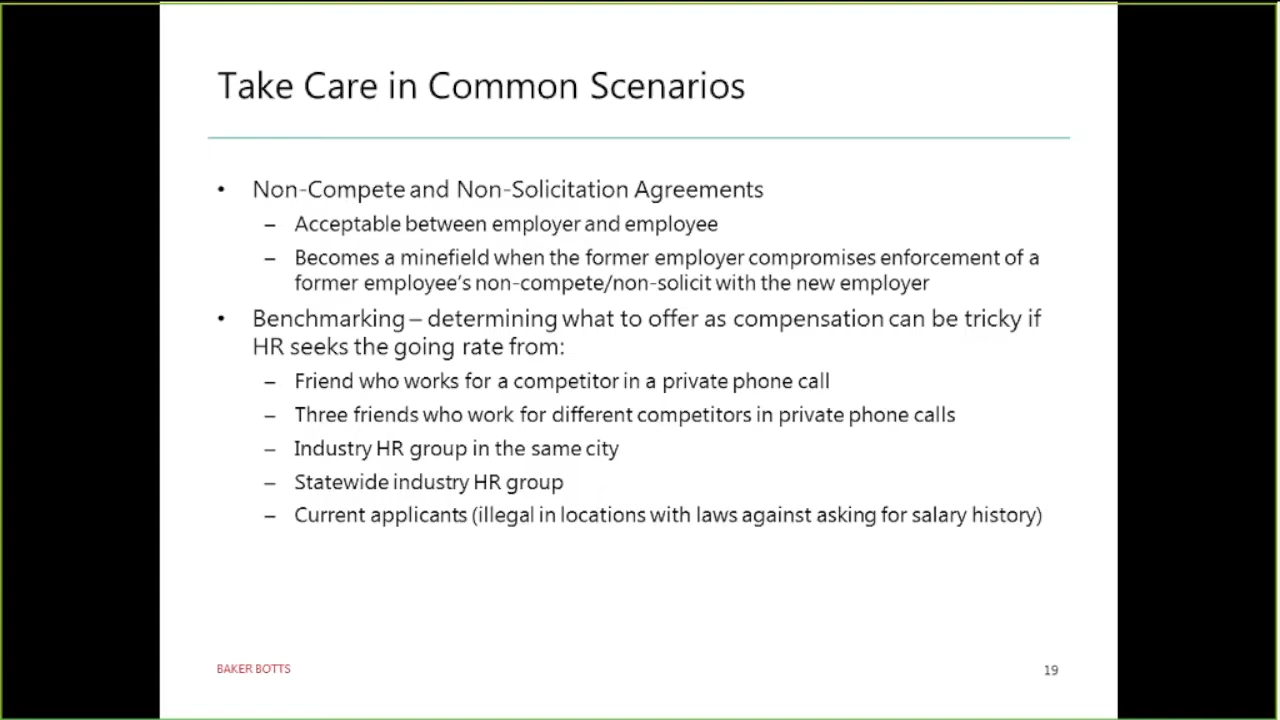 Take Care in Common Scenarios
• Non-Compete and Non-Solicitation Agreements
– Acceptable between employer and employee
– Becomes a minefield when the former employer compromises enforcement of a
former employee's non-compete/non-solicit with the new employer
• Benchmarking – determining what to offer as compensation can be tricky if
HR seeks the going rate from:
– Friend who works for a competitor in a private phone call
– Three friends who work for different competitors in private phone calls
– Industry HR group in the same city
– Statewide industry HR group
– Current applicants (illegal in locations with laws against asking for salary history)
BAKER BOTTS
19